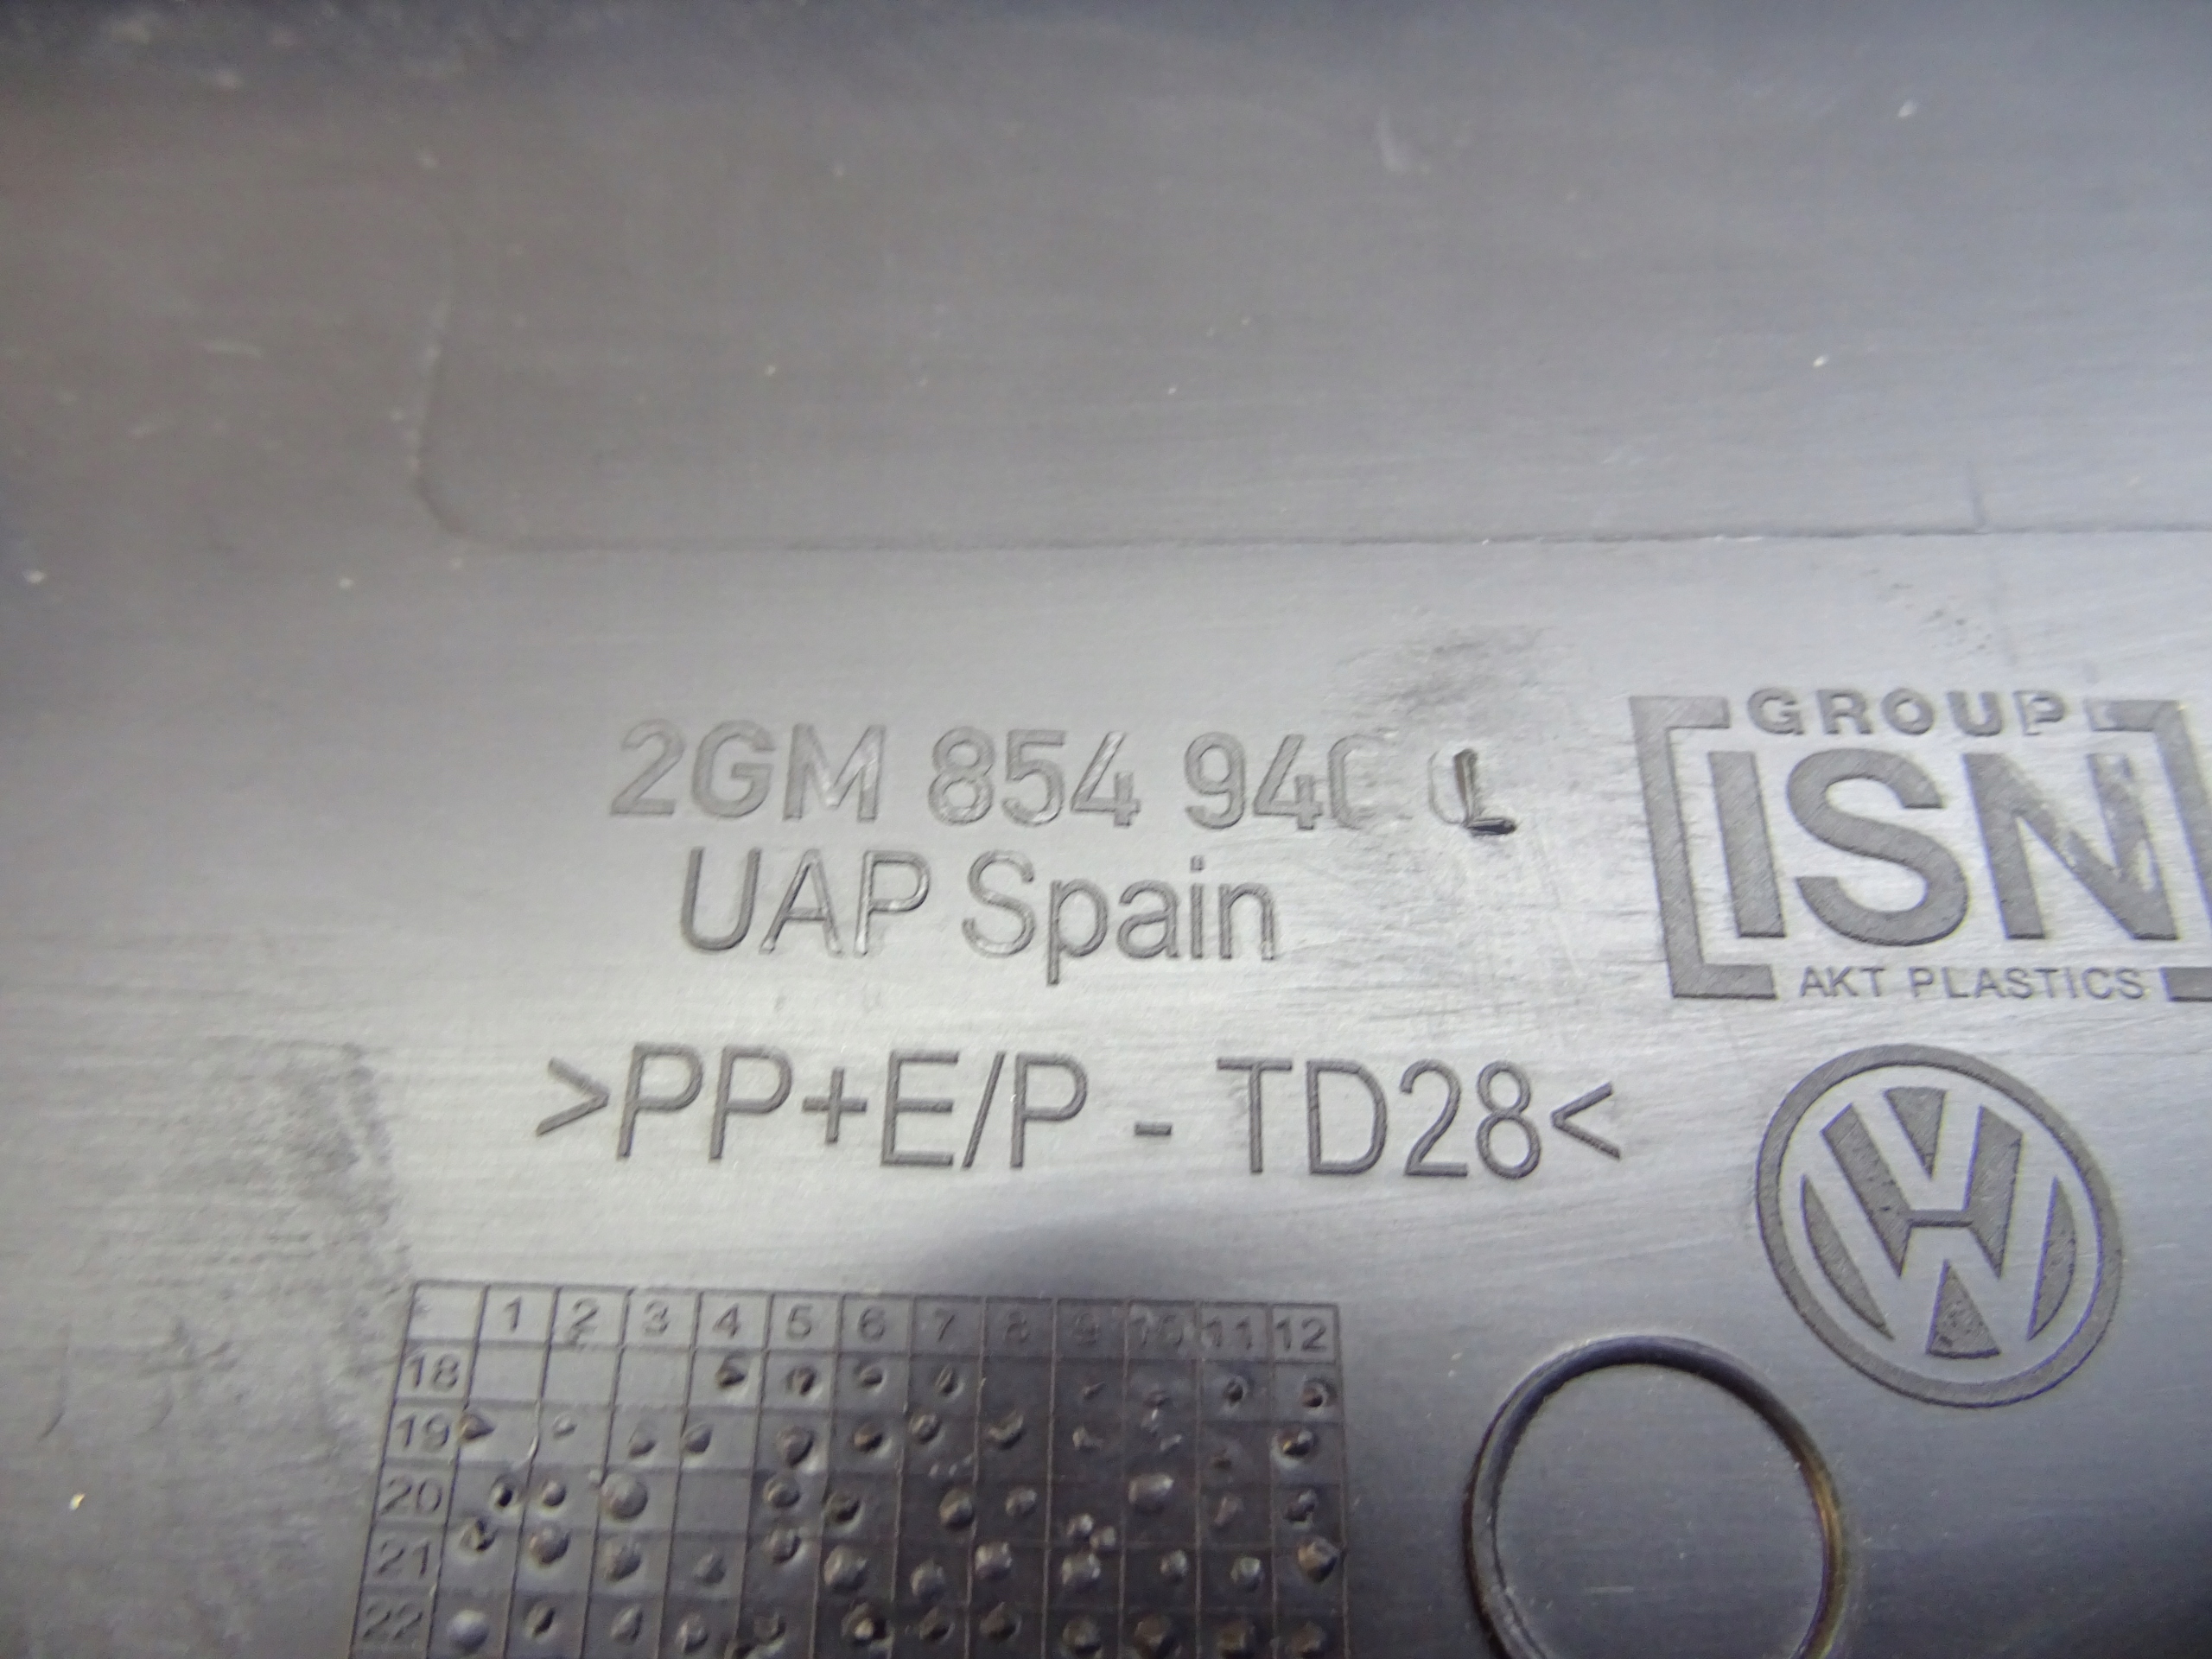 2GM 854 940 L
GROUP
ISN
AKT PLASTICS
UAP Spain
>PP+E/P - TD28<
1 2 3 4 5 6 7 8 9 10 11 12
18
19
20
21
22